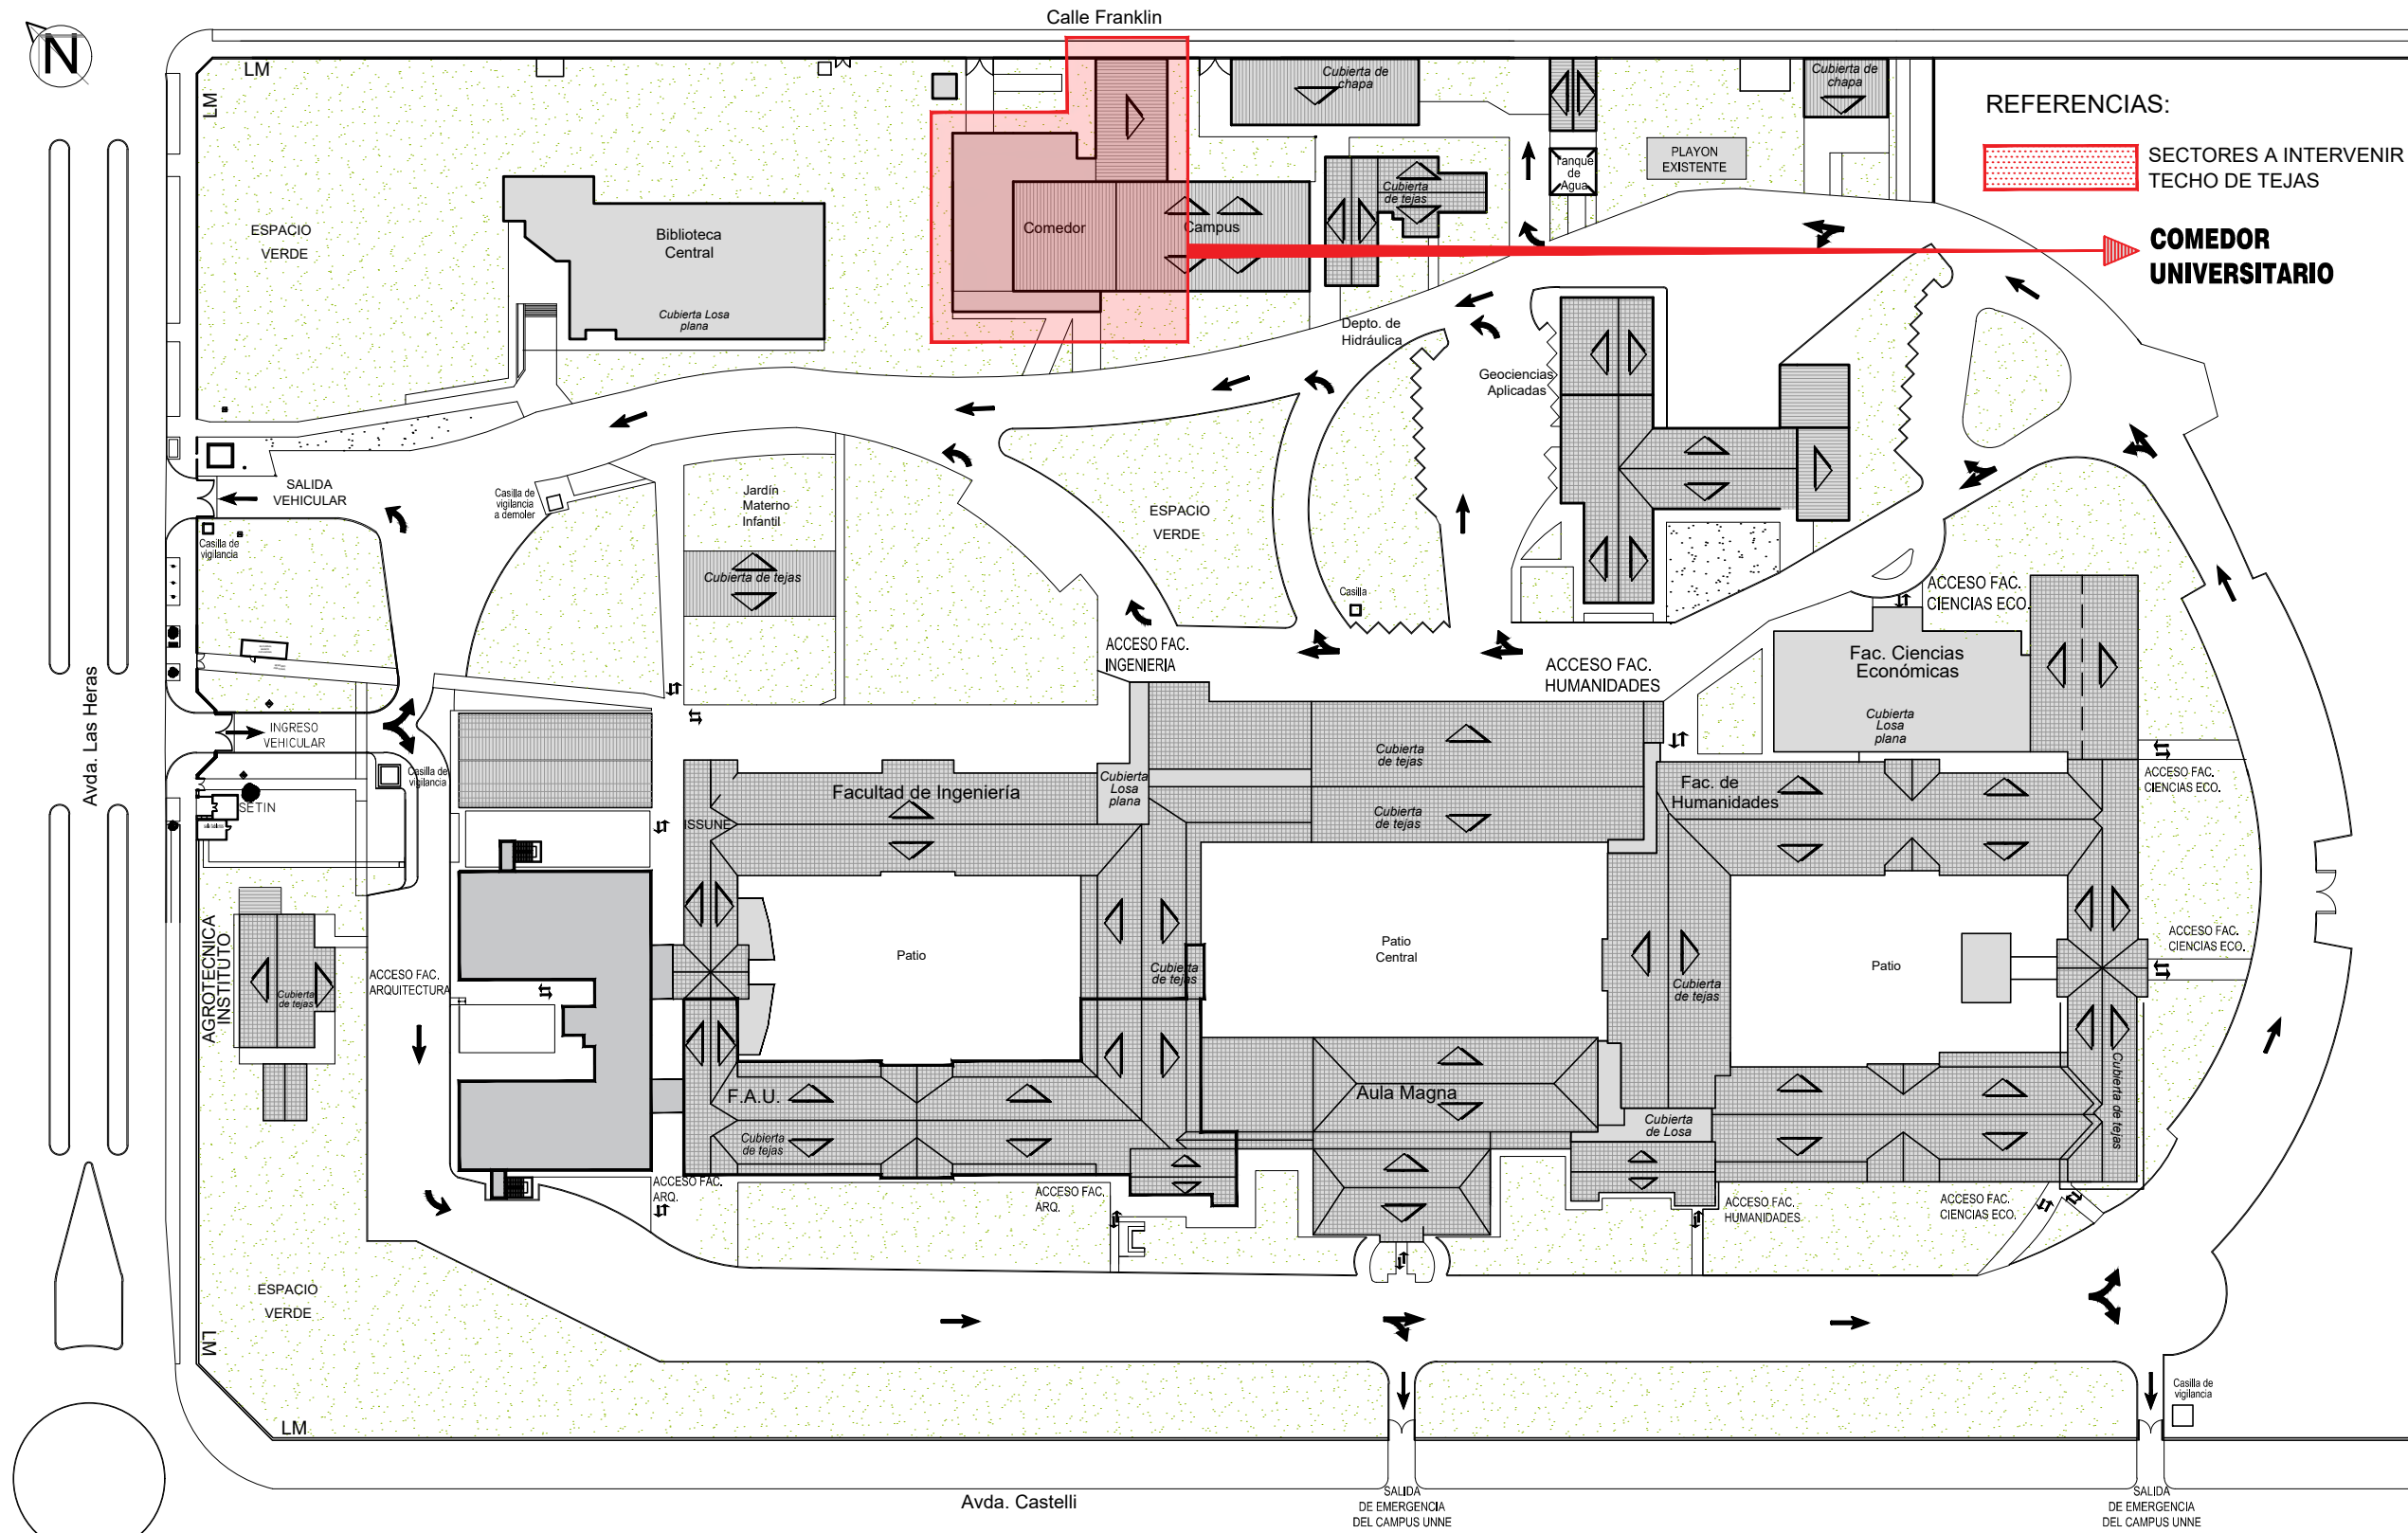 Calle Franklin
N
LM
LM
Cubierta de
chapa
Cubierta de
chapa
REFERENCIAS:
SECTORES A INTERVENIR
TECHO DE TEJAS
PLAYON
EXISTENTE
Tanque
de
Agua
Cubierta
de tejas
ESPACIO
VERDE
Biblioteca
Central
Cubierta Losa
plana
Comedor
Campus
COMEDOR
UNIVERSITARIO
Depto. de
Hidráulica
Geociencias
Aplicadas
SALIDA
VEHICULAR
Casilla de
vigilancia
Casilla de
vigilancia
a demoler
Jardín
Materno
Infantil
Cubierta de tejas
ESPACIO
VERDE
Casilla
ACCESO FAC.
INGENIERIA
ACCESO FAC.
HUMANIDADES
ACCESO FAC.
CIENCIAS ECO.
Fac. Ciencias
Económicas
Cubierta
Losa
plana
Avda. Las Heras
INGRESO
VEHICULAR
Casilla de
vigilancia
SETIN
ISSUNE
Facultad de Ingeniería
Cubierta
Losa
plana
Cubierta
de tejas
Cubierta
de tejas
Fac. de
Humanidades
ACCESO FAC.
CIENCIAS ECO.
AGROTECNICA
INSTITUTO
Cubierta
de tejas
ACCESO FAC.
ARQUITECTURA
Patio
Cubierta
de tejas
Patio
Central
Cubierta
de tejas
Patio
ACCESO FAC.
CIENCIAS ECO.
F.A.U.
Cubierta
de tejas
Aula Magna
Cubierta
de Losa
Cubierta de tejas
ACCESO FAC.
ARQ.
ACCESO FAC.
ARQ.
ACCESO FAC.
HUMANIDADES
ACCESO FAC.
CIENCIAS ECO.
ESPACIO
VERDE
LM
LM
Casilla de
vigilancia
Avda. Castelli
SALIDA
DE EMERGENCIA
DEL CAMPUS UNNE
SALIDA
DE EMERGENCIA
DEL CAMPUS UNNE